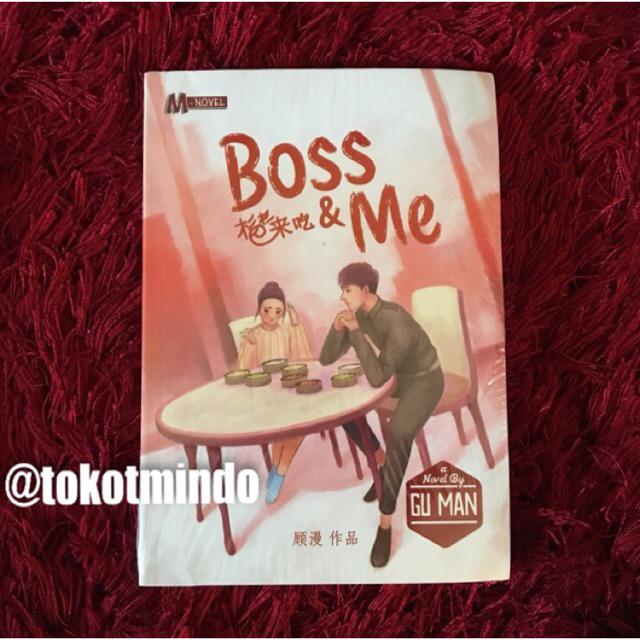 M-NOVEL
BOSS
杉杉来吃 & Me
@tokotmindo
a
Novel By
GU MAN
顾漫 作品